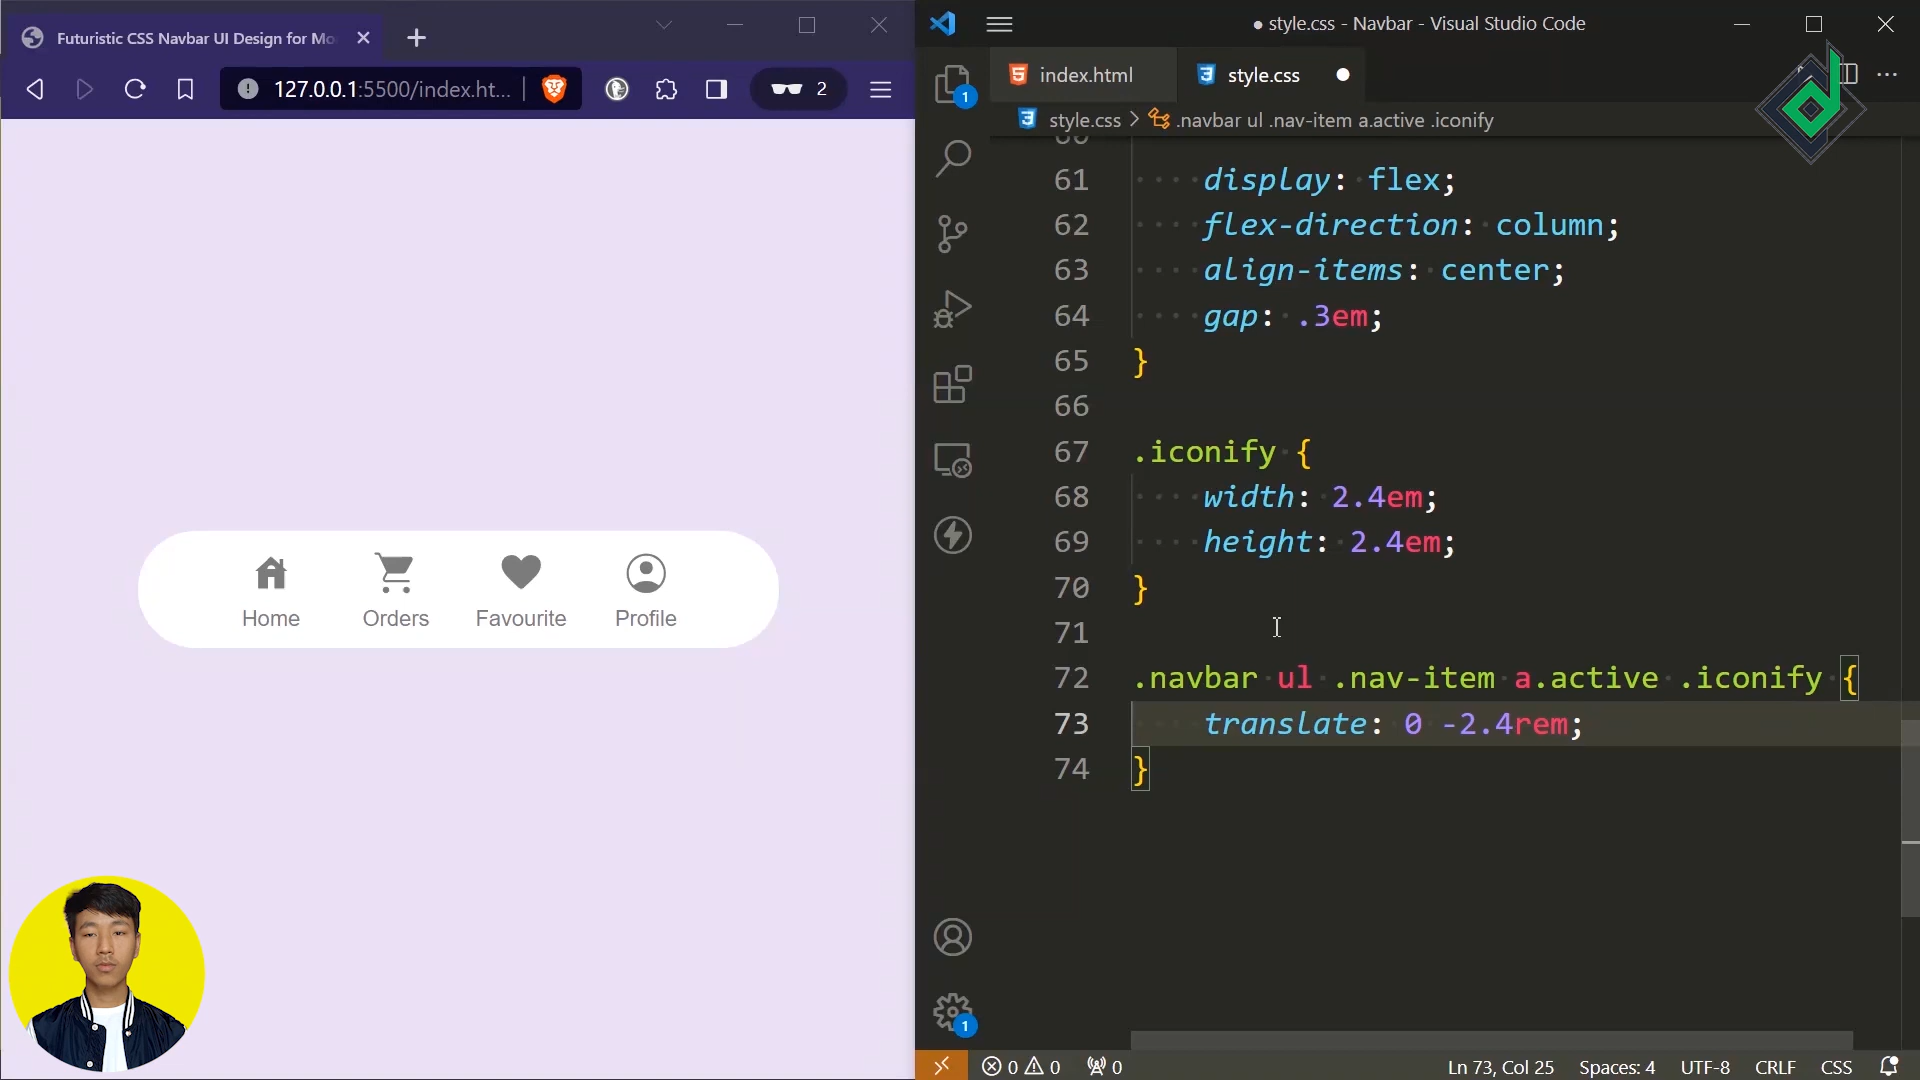 Futuristic CSS Navbar UI Design for Mo
127.0.0.1:5500/index.ht...
2
Home
Orders
Favourite
Profile
style.css - Navbar - Visual Studio Code
index.html
style.css
style.css > .navbar ul .nav-item a.active .iconify
1
60
61 display: flex;
62 flex-direction: column;
63 align-items: center;
64 gap: .3em;
65 }
66
67 .iconify {
68 width: 2.4em;
69 height: 2.4em;
70 }
71
72 .navbar ul .nav-item a.active .iconify {
73 translate: 0 -2.4rem;
74 }
1
0 0 0
Ln 73, Col 25
Spaces: 4
UTF-8
CRLF
CSS